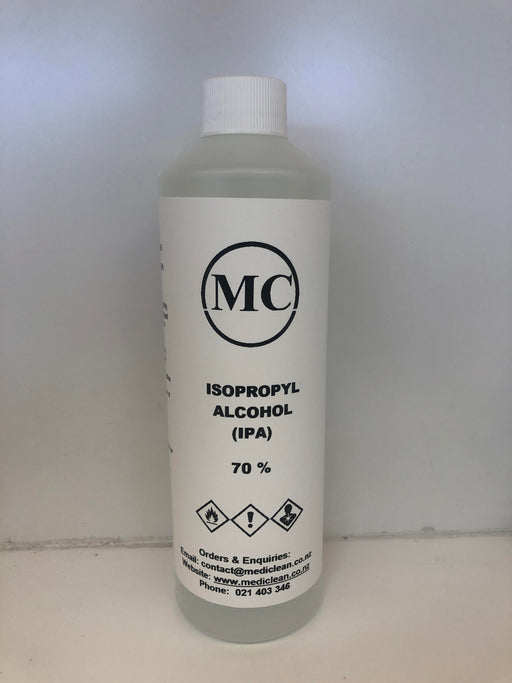 MC
ISOPROPYL
ALCOHOL
(IPA)
70 %
Orders & Enquiries:
Email: contact@mediclean.co.nz
Website: www.mediclean.co.nz
Phone: 021 403 346